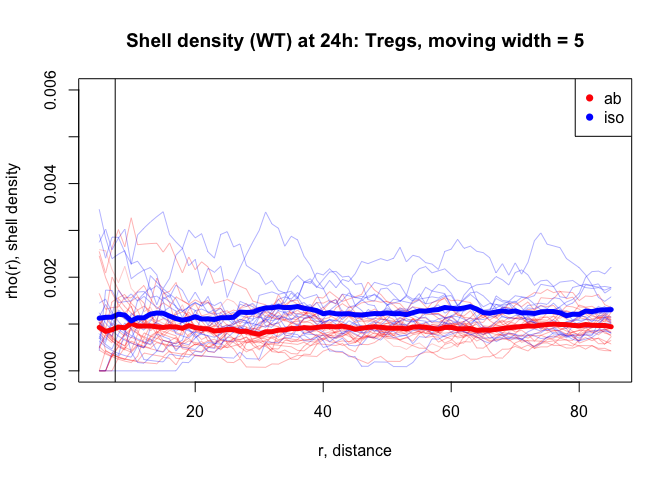 Shell density (WT) at 24h: Tregs, moving width = 5
rho(r), shell density
0.006
0.004
0.002
0.000
ab
iso
20 40 60 80
r, distance